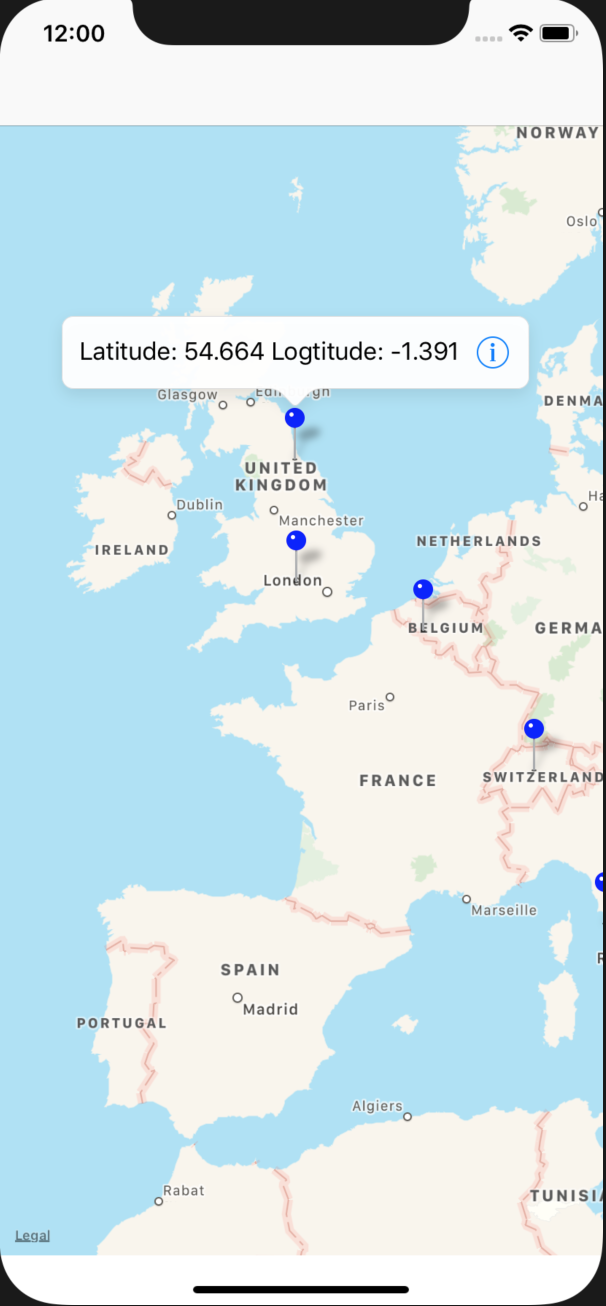 12:00
NORWAY
Oslo
Latitude: 54.664 Logtitude: -1.391
Glasgow
DENMA
UNITED
KINGDOM
Ha
Dublin
Manchester
NETHERLANDS
IRELAND
London
BELGIUM
GERMA
Paris
SWITZERLAND
FRANCE
Marseille
R
SPAIN
Madrid
PORTUGAL
Algiers
Rabat
TUNISIA
Legal